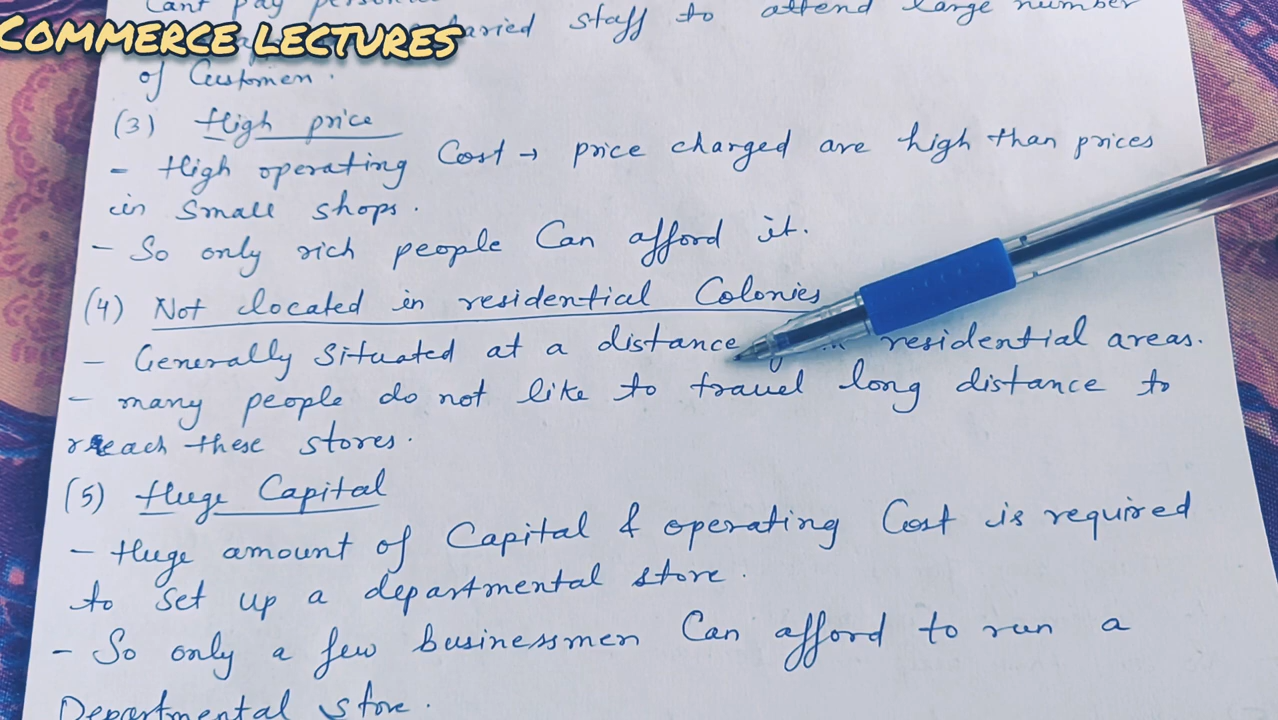 Cant pay
COMMERCE LECTURES
staff to attend large number
of Customen.
(3) High price
- High operating Cost → price charged are high than prices
in small shops.
- So only rich people Can afford it.
(4) Not located in residential Colonies
- Generally situated at a distance residential areas.
- many people do not like to travel long distance to
reach these stores.
(5) Huge Capital
- Huge amount of Capital & operating Cost is required
to set up a departmental store.
- So only a few businessmen Can afford to run a
Departmental store.